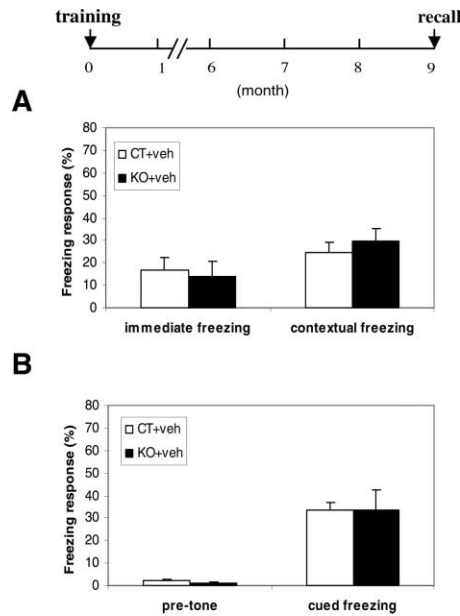 training recall
0 1 6 7 8 9
(month)
A
80
70
60
50
40
30
20
10
0
Freezing response (%)
CT+veh
KO+veh
immediate freezing contextual freezing
B
80
70
60
50
40
30
20
10
0
Freezing response (%)
CT+veh
KO+veh
pre-tone cued freezing